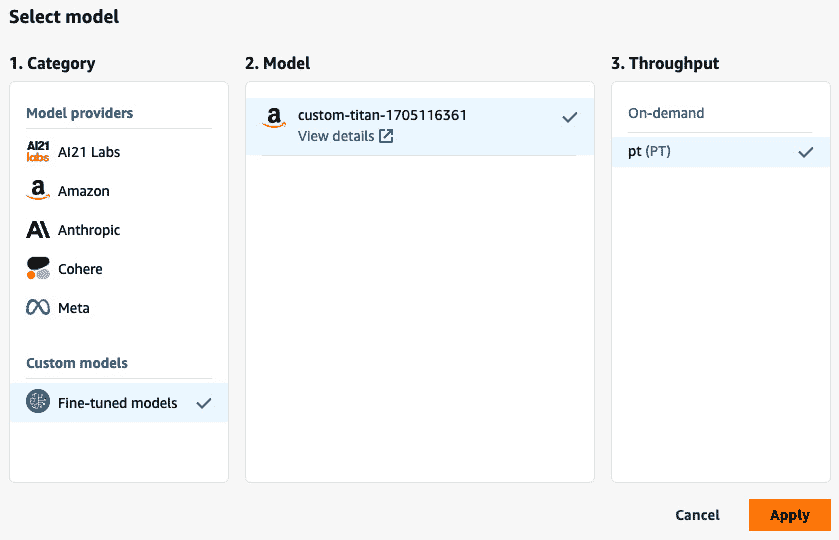 Select model
1. Category
Model providers
AI21 labs
AI21 Labs
a
Amazon
Anthropic
Cohere
Meta
Custom models
Fine-tuned models
2. Model
a
custom-titan-1705116361
View details
3. Throughput
On-demand
pt (PT)
Cancel
Apply